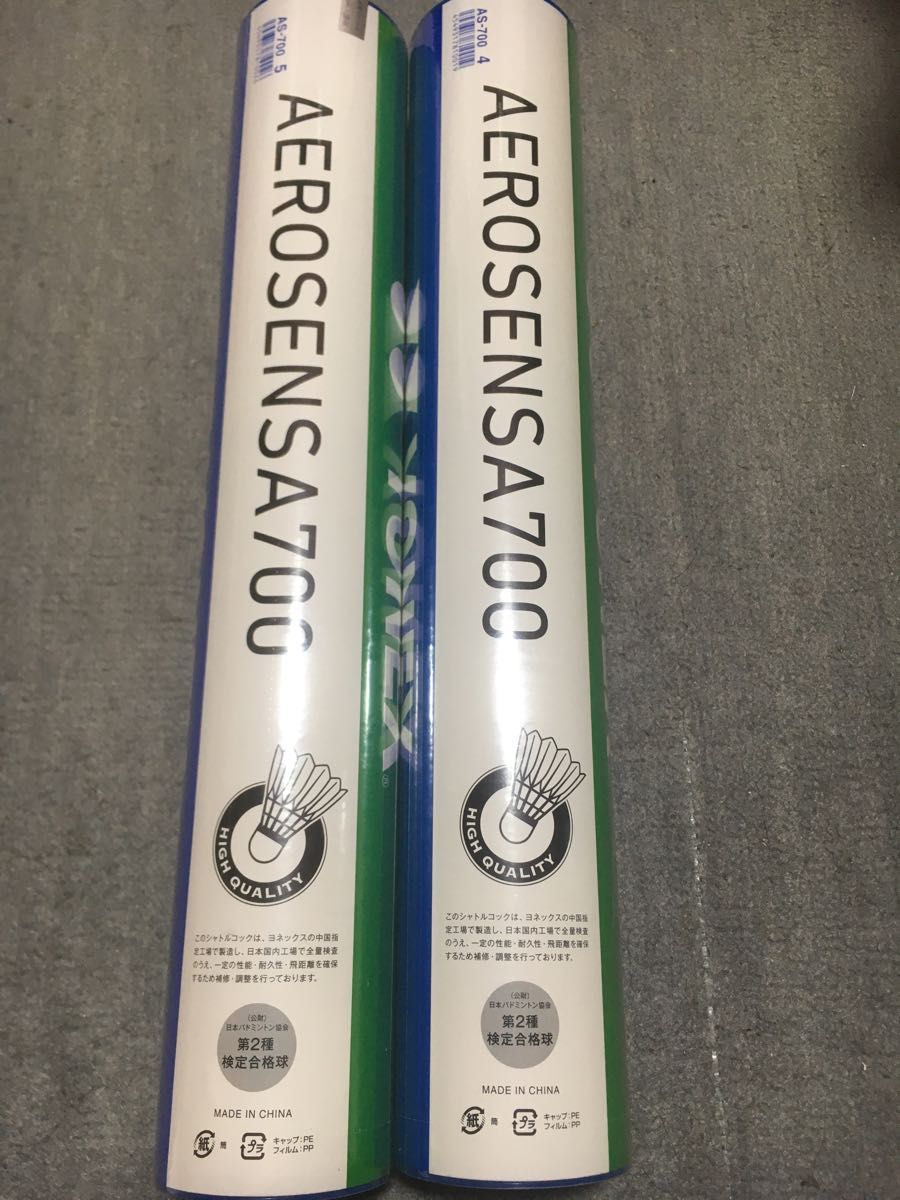 AS-700 5
AEROSENSA700
HIGH QUALITY
このシャトルコックは、ヨネックスの中国指
定工場で製造し、日本国内工場で全量検査
のうえ、一定の性能・耐久性・飛距離を確保
するため補修・調整を行っております。
(公財)
日本バドミントン協会
第2種
検定合格球
MADE IN CHINA
紙 筒
プラ
キャップ:PE
フィルム:PP
AS-700 4
AEROSENSA700
HIGH QUALITY
このシャトルコックは、ヨネックスの中国指
定工場で製造し、日本国内工場で全量検査
のうえ、一定の性能・耐久性・飛距離を確保
するため補修・調整を行っております。
(公財)
日本バドミントン協会
第2種
検定合格球
MADE IN CHINA
紙 筒
プラ
キャップ:PE
フィルム:PP